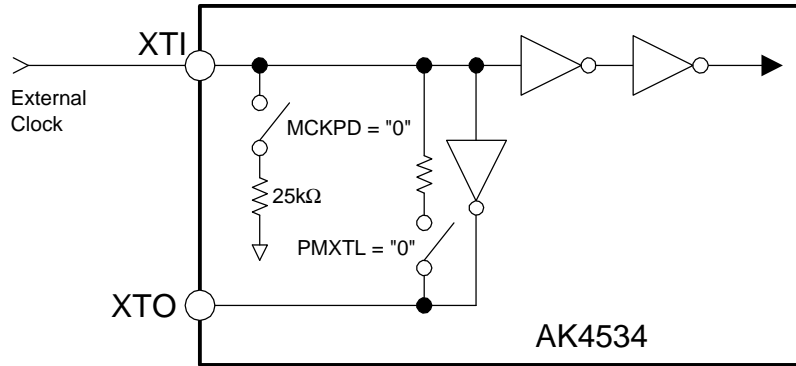 XTI
External
Clock
MCKPD = "0"
25kΩ
PMXTL = "0"
XTO
AK4534